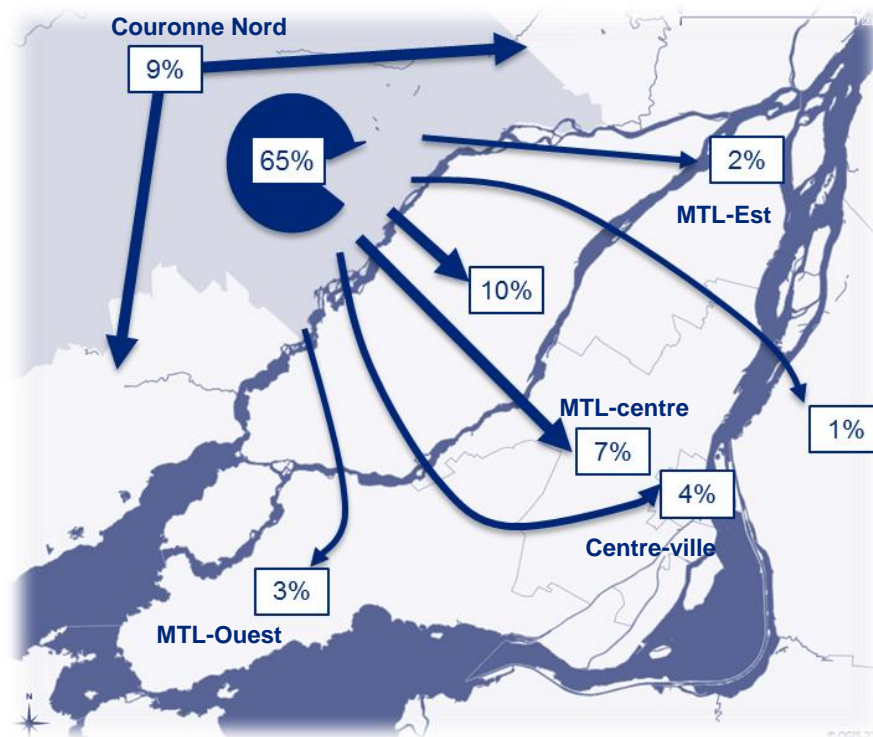 Couronne Nord
9%
65%
2%
MTL-Est
10%
MTL-centre
1%
7%
4%
Centre-ville
3%
MTL-Ouest
N